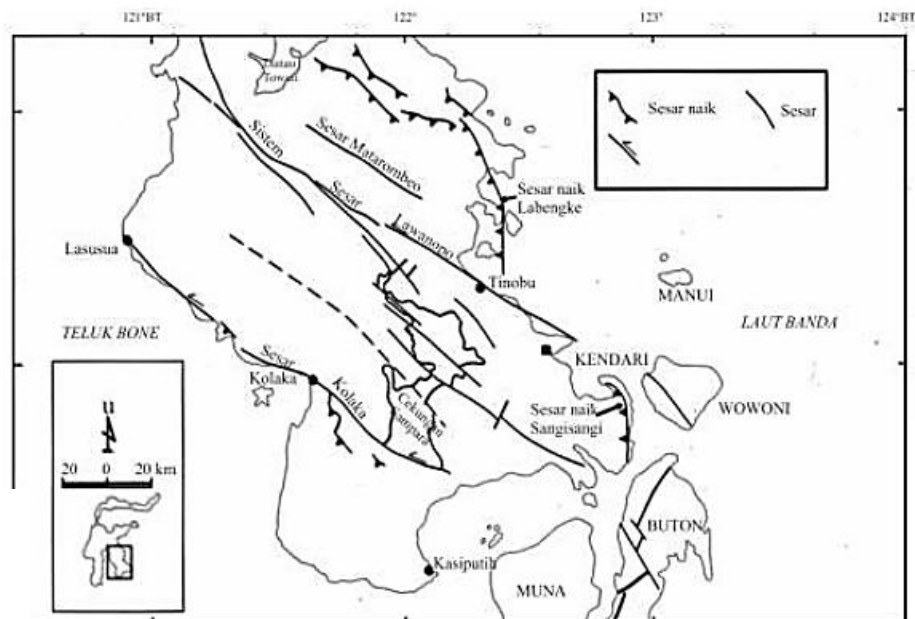 121°BT
122°
123°
124°BT
Danau
Towuti
Sesar naik
Sesar
Sistem
Sesar Matarombeo
Sesar
Lawanopo
Sesar naik
Labengke
Lasusua
Tinobu
MANUI
TELUK BONE
LAUT BANDA
KENDARI
Sesar
Kolaka
Kolaka
WOWONI
Cekungan
Sampara
Sesar naik
Sangisangi
u
20 0 20 km
BUTON
Kasiputih
MUNA